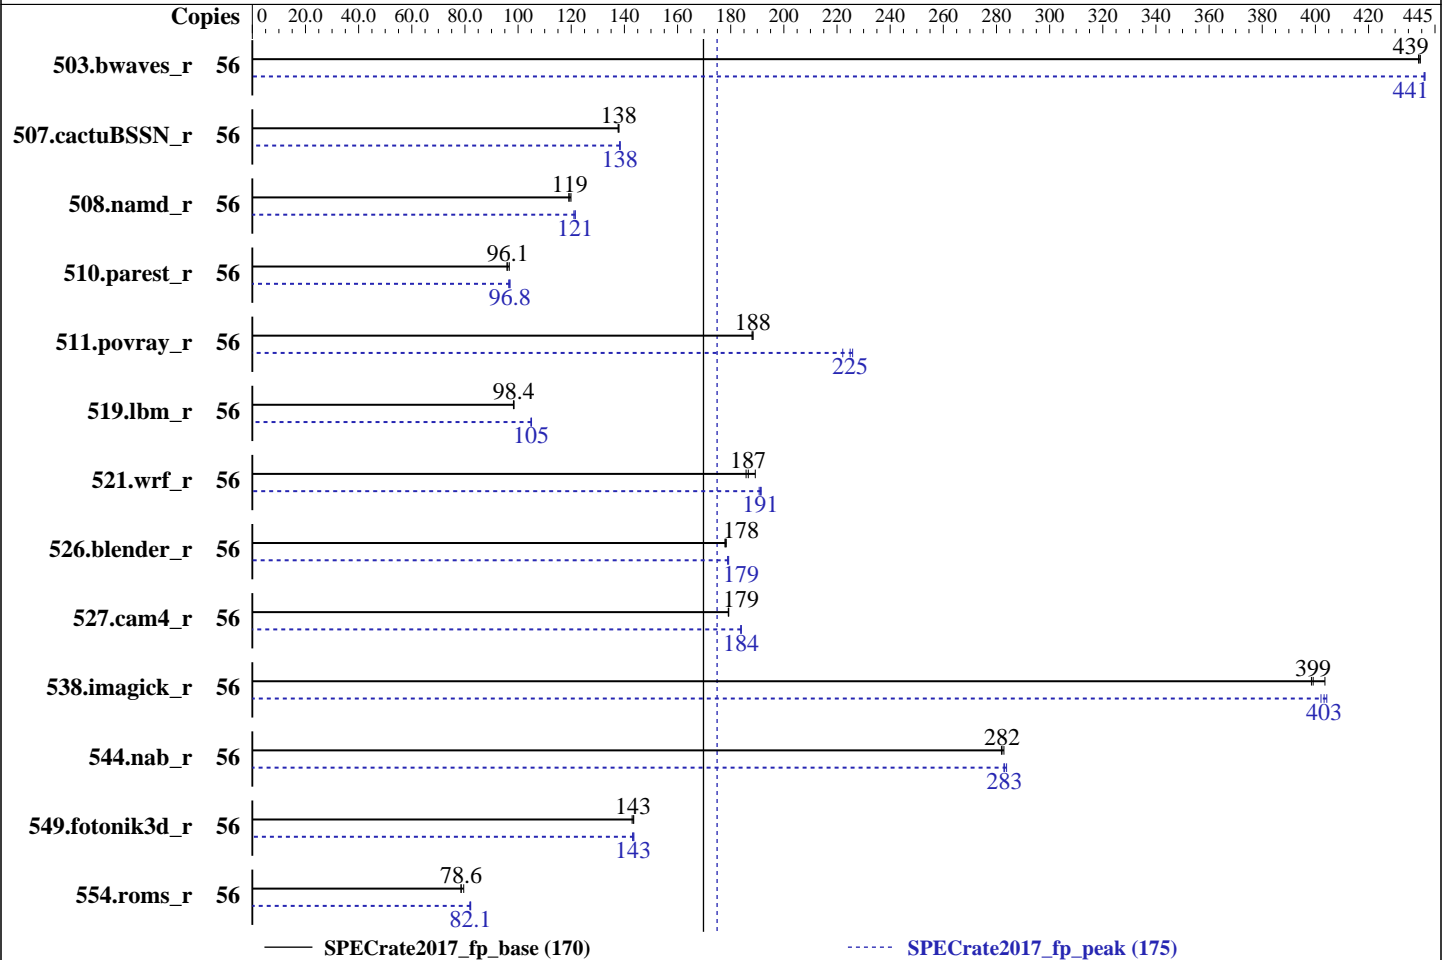 Copies 0 20.0 40.0 60.0 80.0 100 120 140 160 180 200 220 240 260 280 300 320 340 360 380 400 420 445
503.bwaves_r 56 439
441
507.cactuBSSN_r 56 138
138
508.namd_r 56 119
121
510.parest_r 56 96.1
96.8
511.povray_r 56 188
225
519.lbm_r 56 98.4
105
521.wrf_r 56 187
191
526.blender_r 56 178
179
527.cam4_r 56 179
184
538.imagick_r 56 399
403
544.nab_r 56 282
283
549.fotonik3d_r 56 143
143
554.roms_r 56 78.6
82.1
SPECrate2017_fp_base (170) SPECrate2017_fp_peak (175)